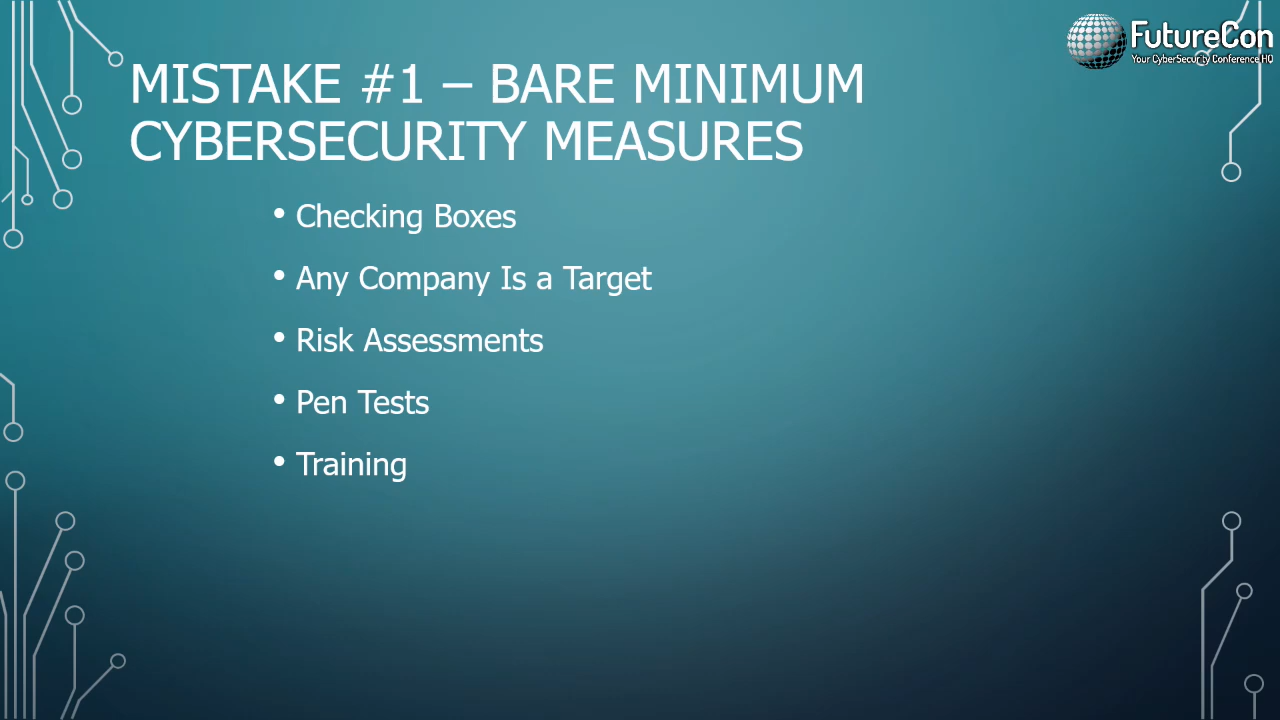 FutureCon
Your CyberSecurity Conference HQ
MISTAKE #1 – BARE MINIMUM
CYBERSECURITY MEASURES
• Checking Boxes
• Any Company Is a Target
• Risk Assessments
• Pen Tests
• Training